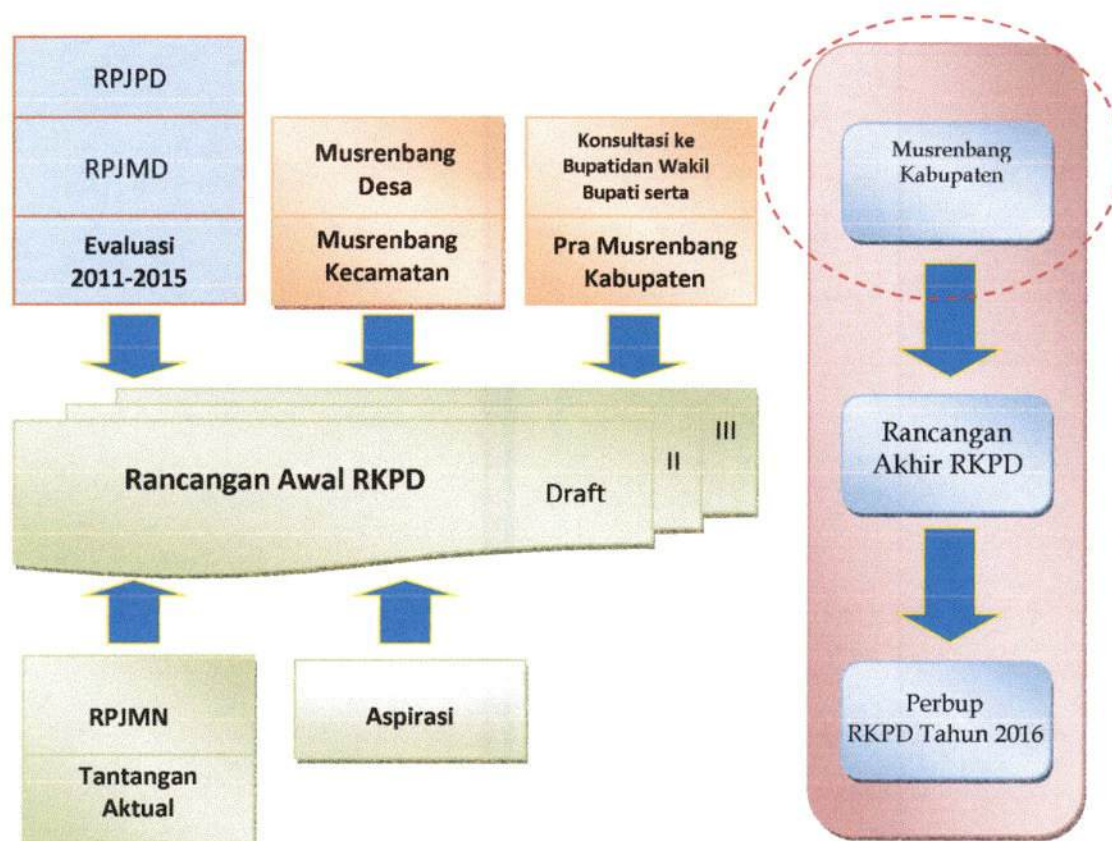 RPJPD
RPJMD
Evaluasi
2011-2015
Musrenbang
Desa
Musrenbang
Kecamatan
Konsultasi ke
Bupatidan Wakil
Bupati serta
Pra Musrenbang
Kabupaten
Rancangan Awal RKPD
Draft
II
III
RPJMN
Tantangan
Aktual
Aspirasi
Musrenbang
Kabupaten
Rancangan
Akhir RKPD
Perbup
RKPD Tahun 2016